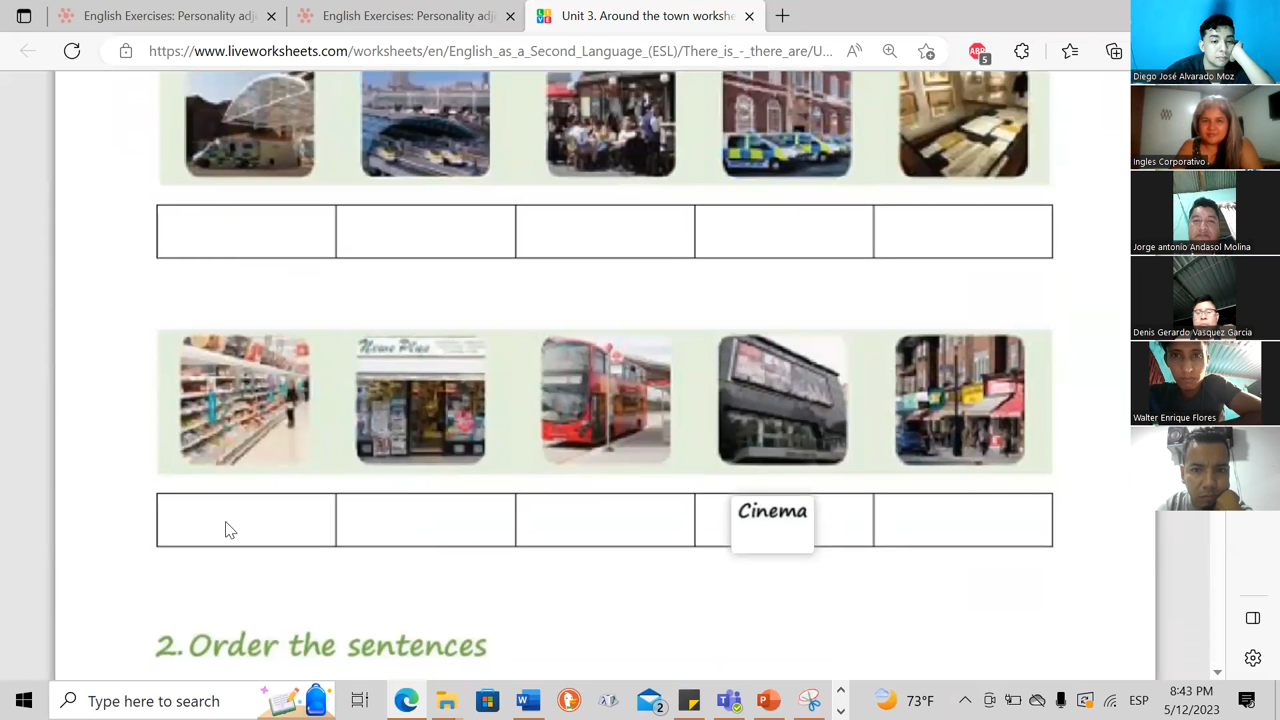 English Exercises: Personality adj
English Exercises: Personality adj
Unit 3. Around the town workshe
https://www.liveworksheets.com/worksheets/en/English_as_a_Second_Language_(ESL)/There_is_-_there_are/U...
ABP
5
Diego José Alvarado Moz
Ingles Corporativo
Jorge antonio Andasol Molina
Denis Gerardo Vasquez Garcia
Walter Enrique Flores
News Plus
Cinema
2. Order the sentences
Type here to search
2
73°F
ESP
8:43 PM
5/12/2023